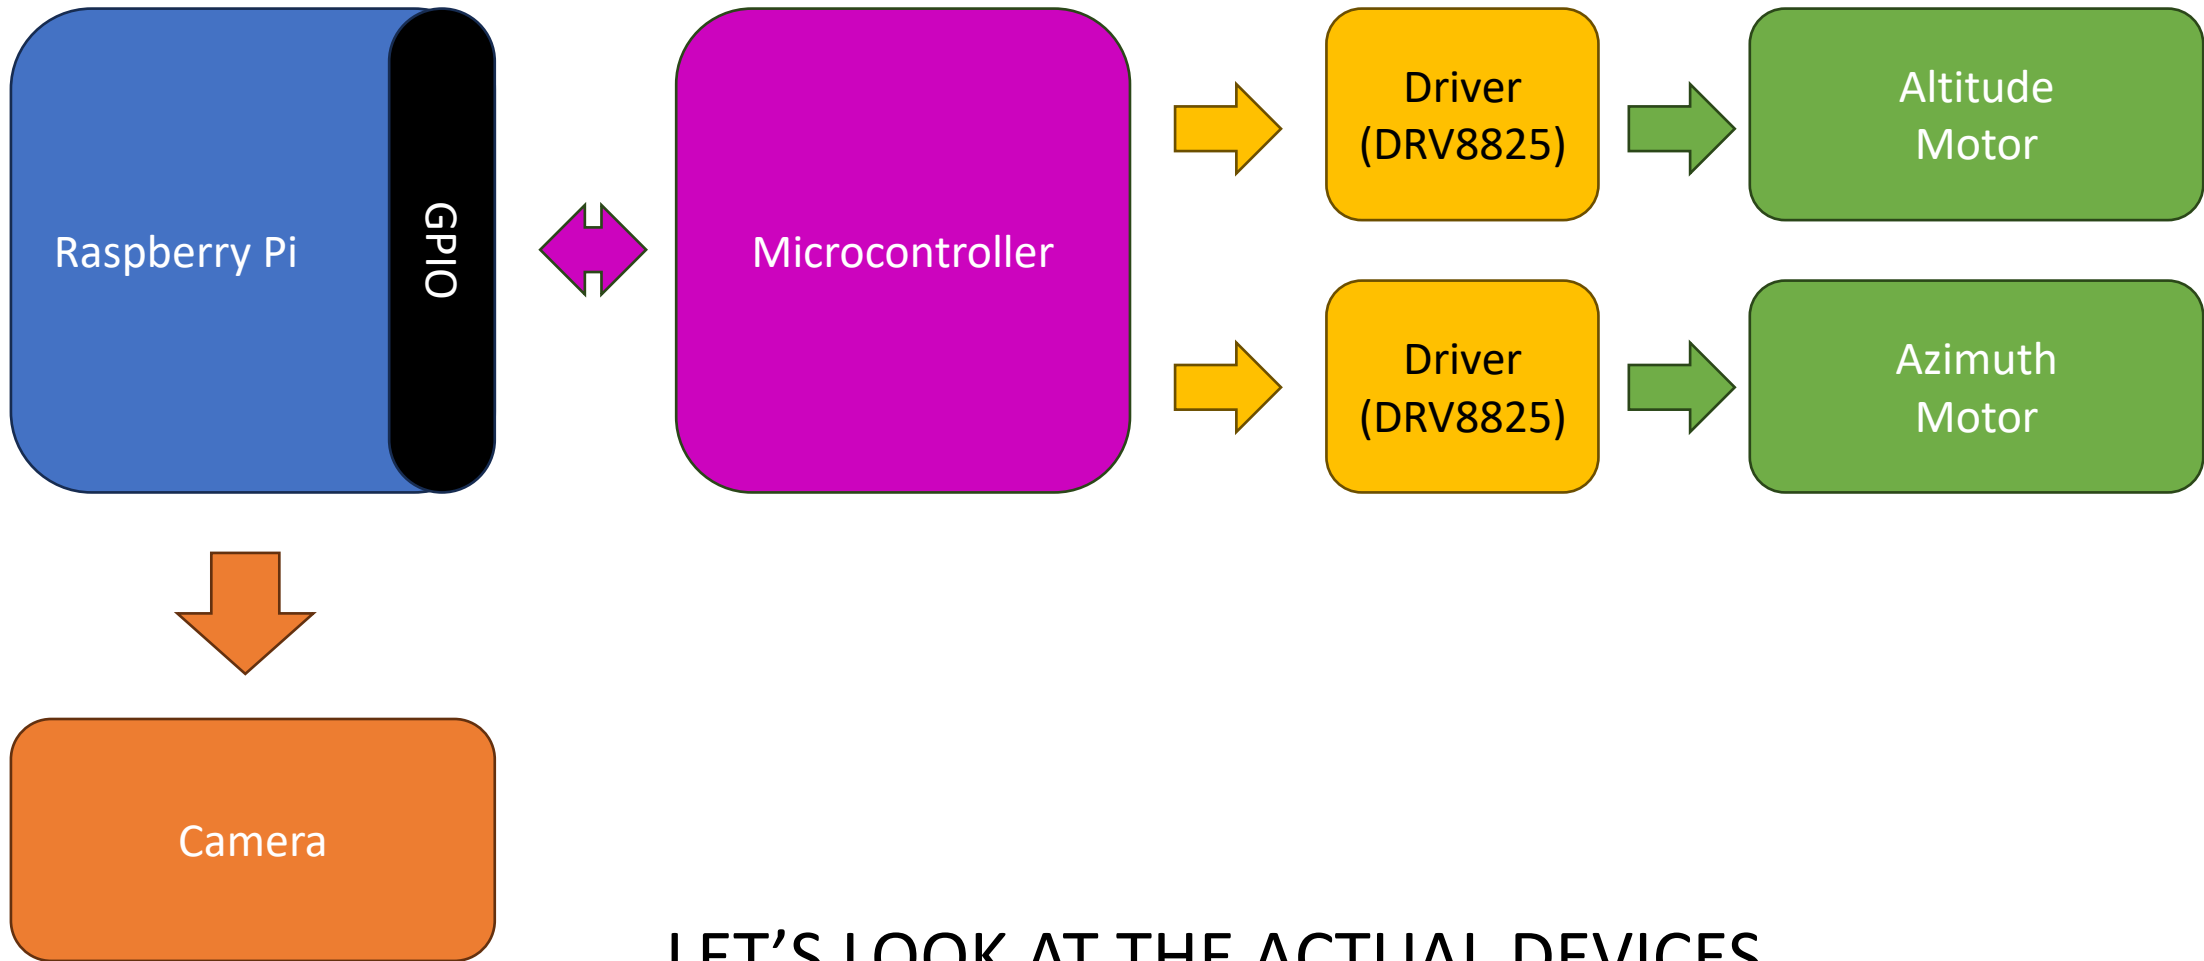 Raspberry Pi
GPIO
Microcontroller
Driver
(DRV8825)
Altitude
Motor
Driver
(DRV8825)
Azimuth
Motor
Camera
LET’S LOOK AT THE ACTUAL DEVICES